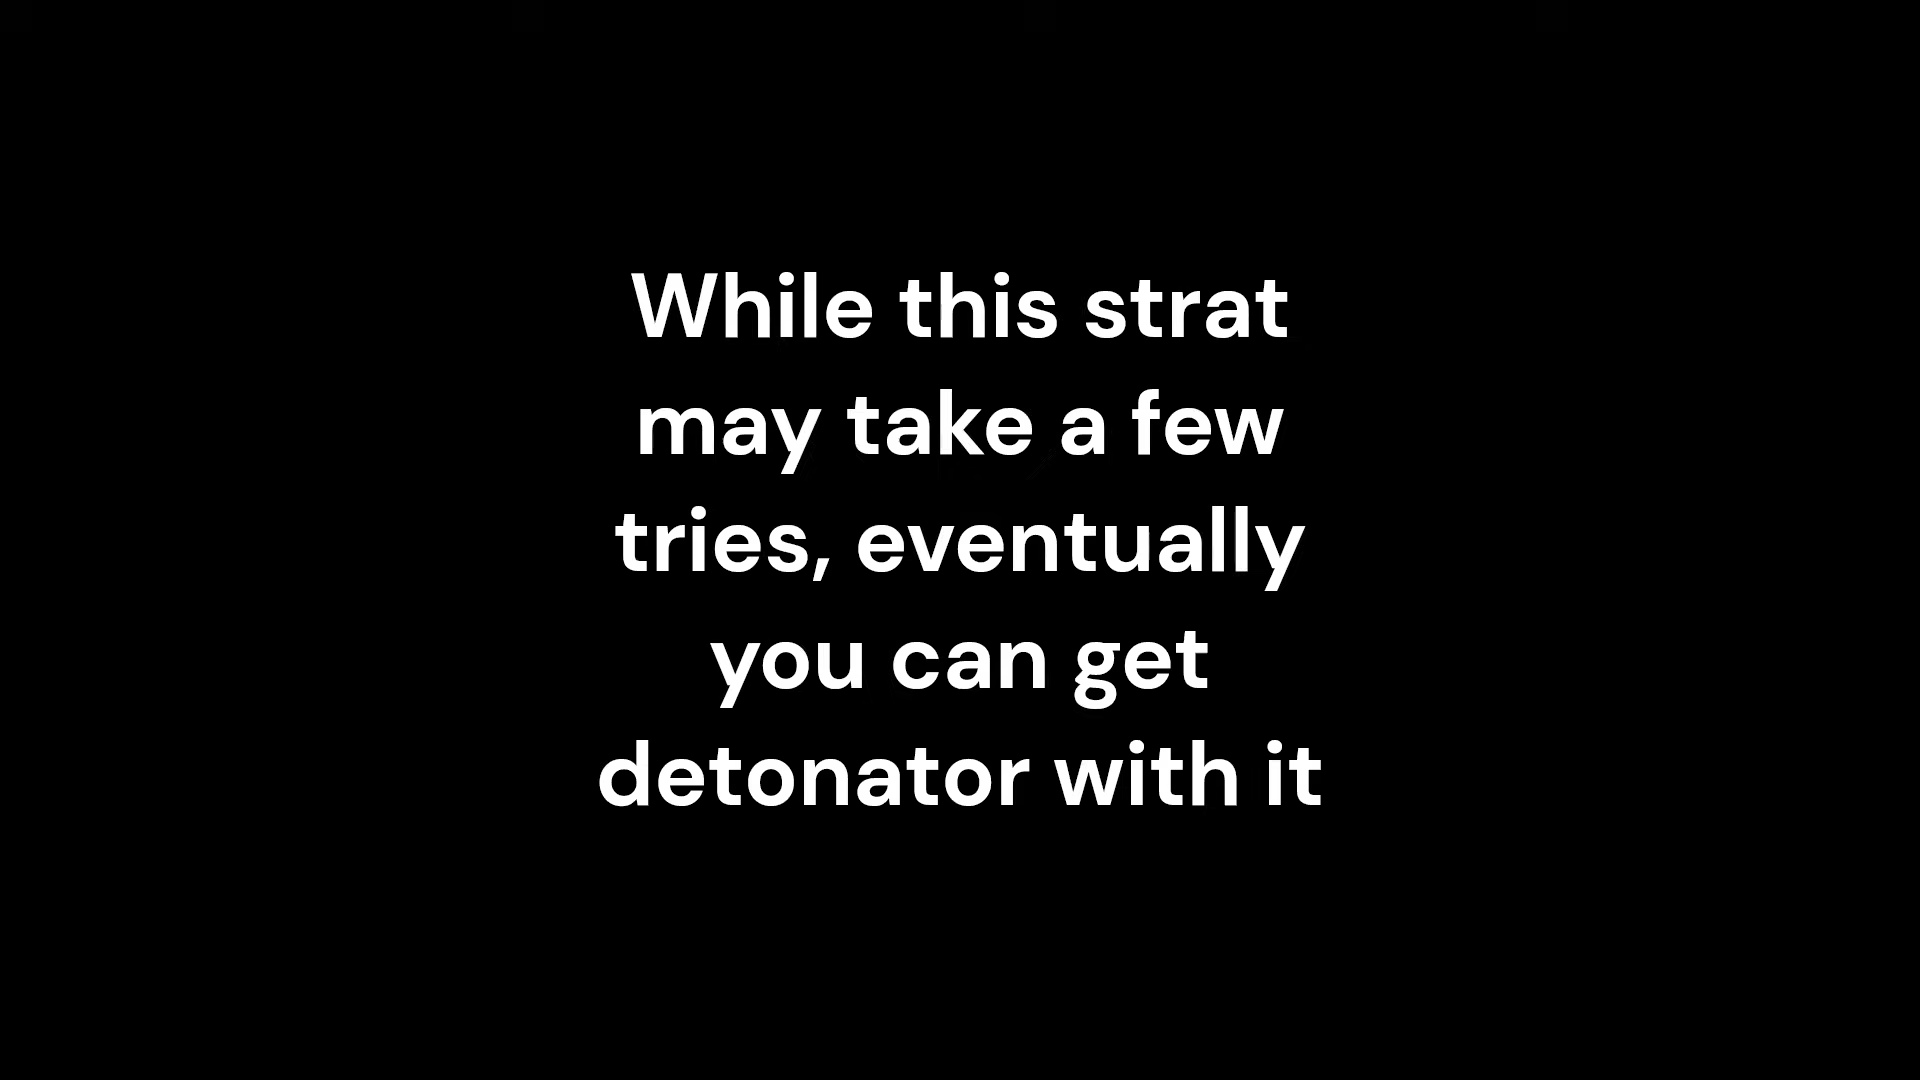 While this strat
may take a few
tries, eventually
you can get
detonator with it